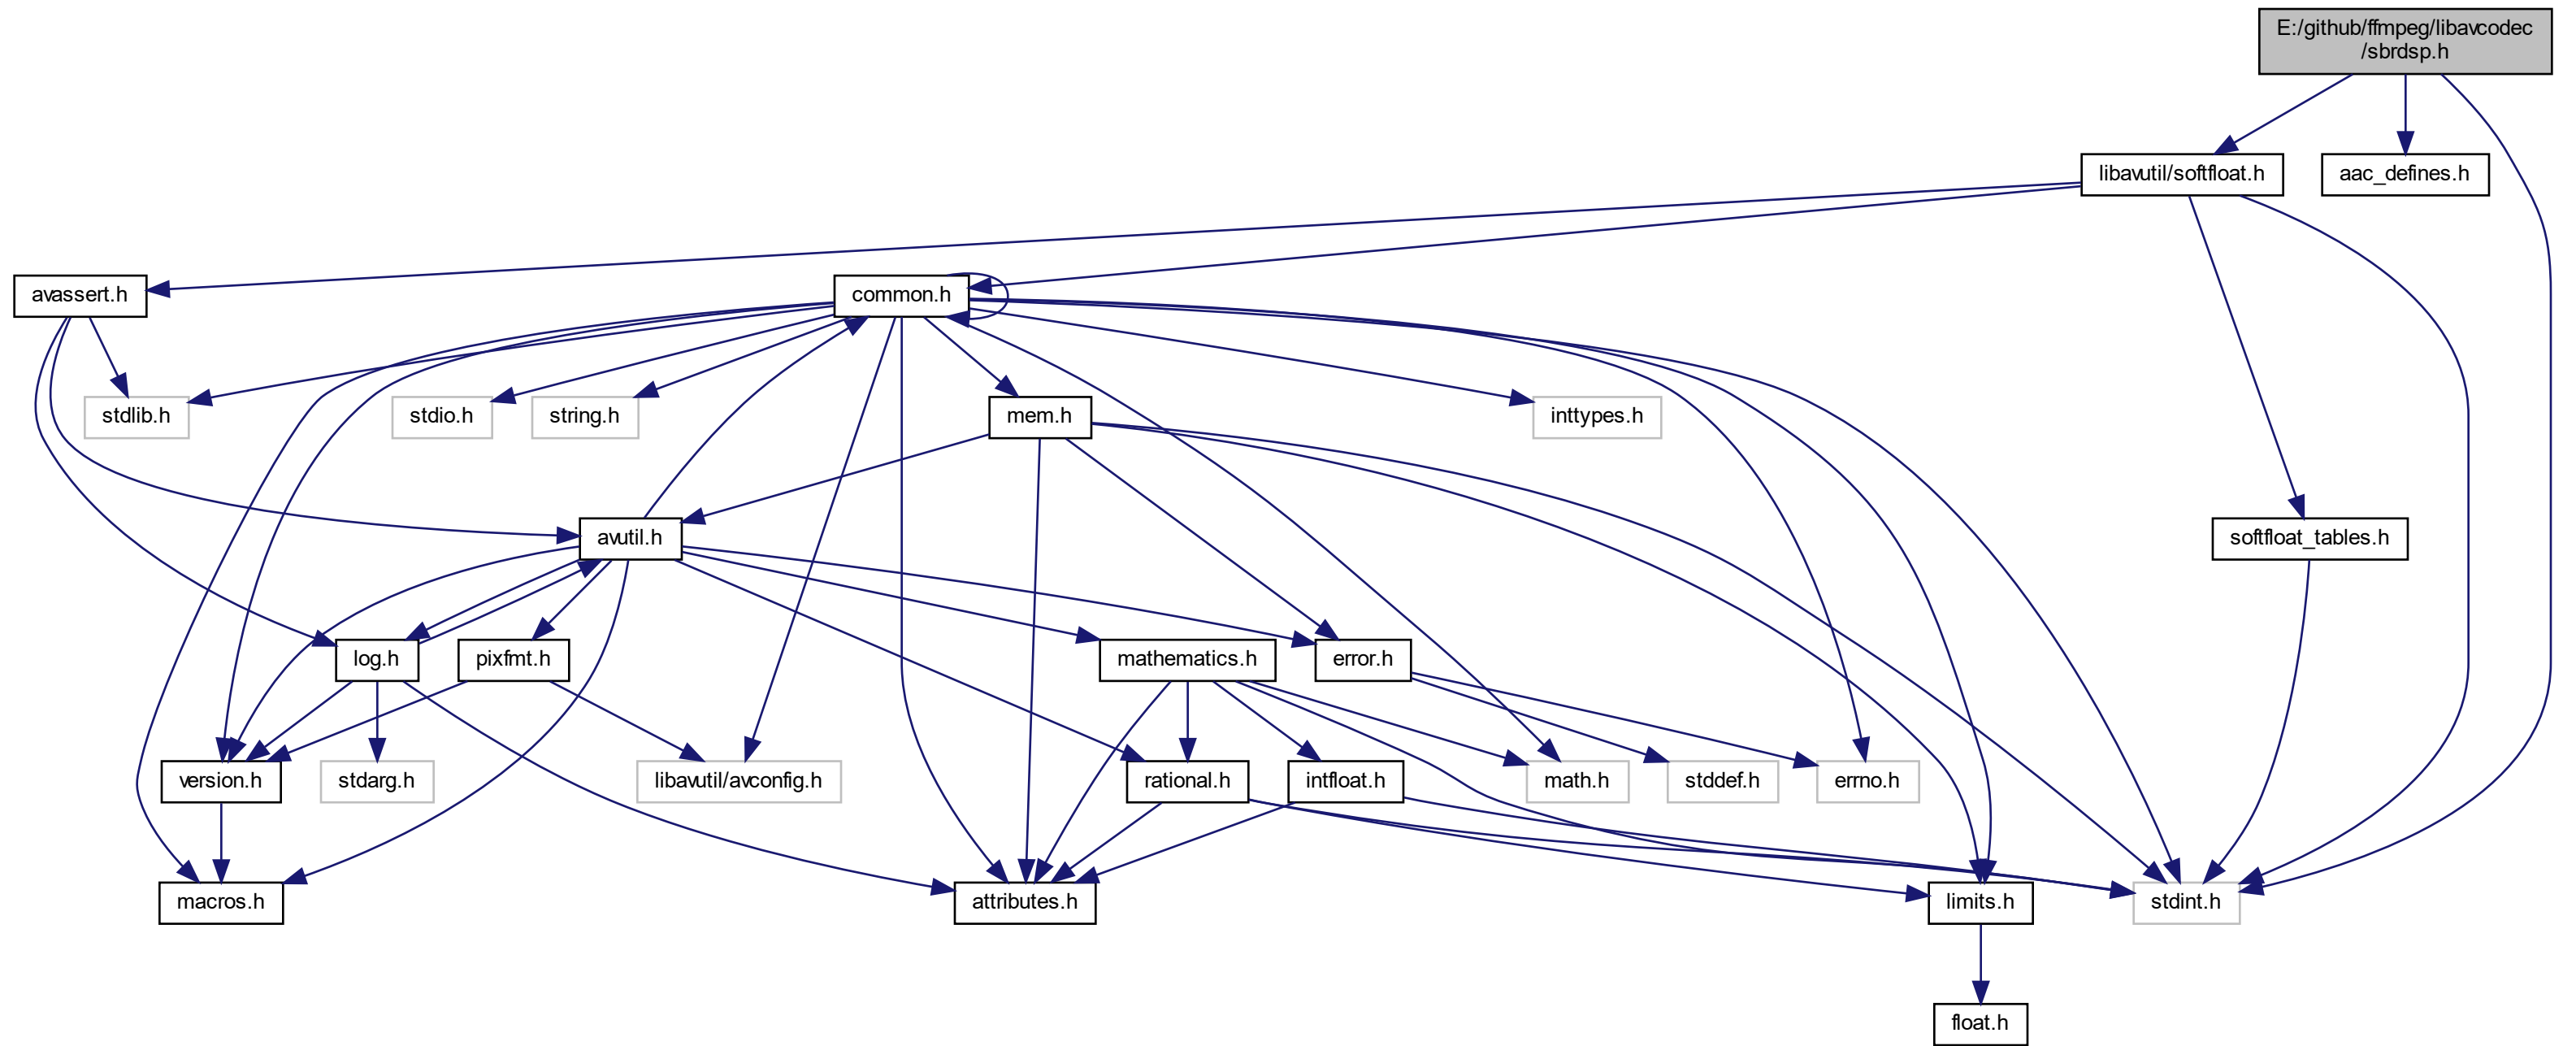 E:/github/ffmpeg/libavcodec
/sbrdsp.h
libavutil/softfloat.h
aac_defines.h
avassert.h
common.h
stdlib.h
stdio.h
string.h
mem.h
inttypes.h
avutil.h
softfloat_tables.h
log.h
pixfmt.h
mathematics.h
error.h
version.h
stdarg.h
libavutil/avconfig.h
rational.h
intfloat.h
math.h
stddef.h
errno.h
macros.h
attributes.h
limits.h
stdint.h
float.h